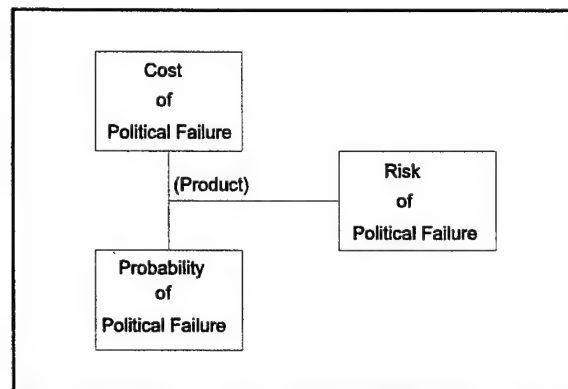 Cost
of
Political Failure
(Product)
Risk
of
Political Failure
Probability
of
Political Failure